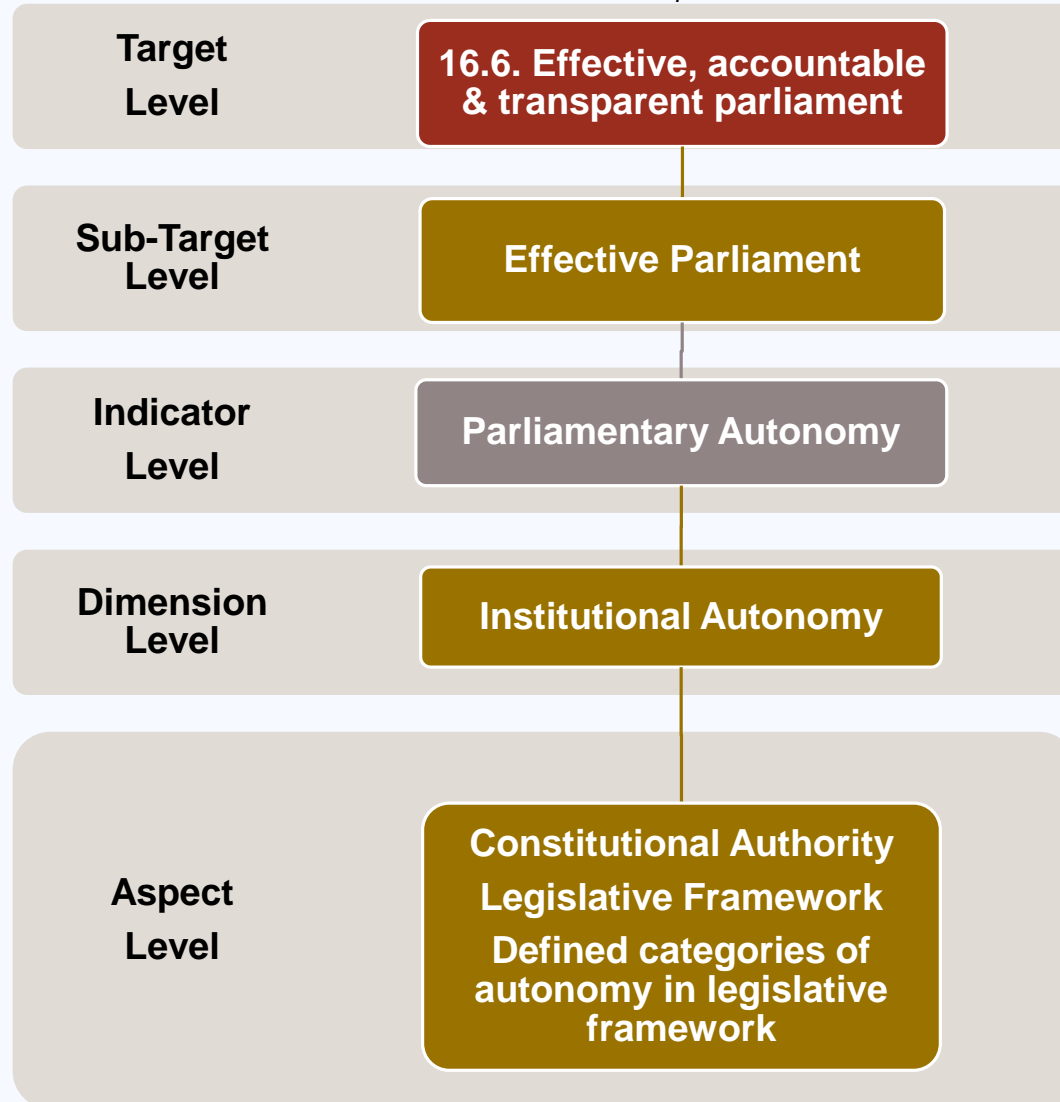 Target
Level
16.6. Effective, accountable
& transparent parliament
Sub-Target
Level
Effective Parliament
Indicator
Level
Parliamentary Autonomy
Dimension
Level
Institutional Autonomy
Aspect
Level
Constitutional Authority
Legislative Framework
Defined categories of
autonomy in legislative
framework